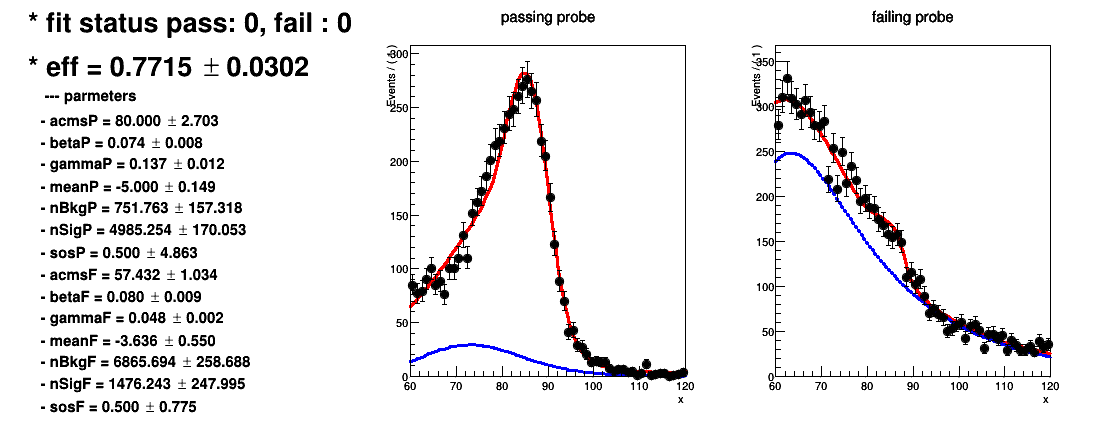 * fit status pass: 0, fail : 0
* eff = 0.7715 ± 0.0302
--- parmeters
- acmsP = 80.000 ± 2.703
- betaP = 0.074 ± 0.008
- gammaP = 0.137 ± 0.012
- meanP = -5.000 ± 0.149
- nBkgP = 751.763 ± 157.318
- nSigP = 4985.254 ± 170.053
- sosP = 0.500 ± 4.863
- acmsF = 57.432 ± 1.034
- betaF = 0.080 ± 0.009
- gammaF = 0.048 ± 0.002
- meanF = -3.636 ± 0.550
- nBkgF = 6865.694 ± 258.688
- nSigF = 1476.243 ± 247.995
- sosF = 0.500 ± 0.775
passing probe
Events / ( 1 )
300
250
200
150
100
50
0
60 70 80 90 100 110 120
x
failing probe
Events / ( 1 )
350
300
250
200
150
100
50
0
60 70 80 90 100 110 120
x